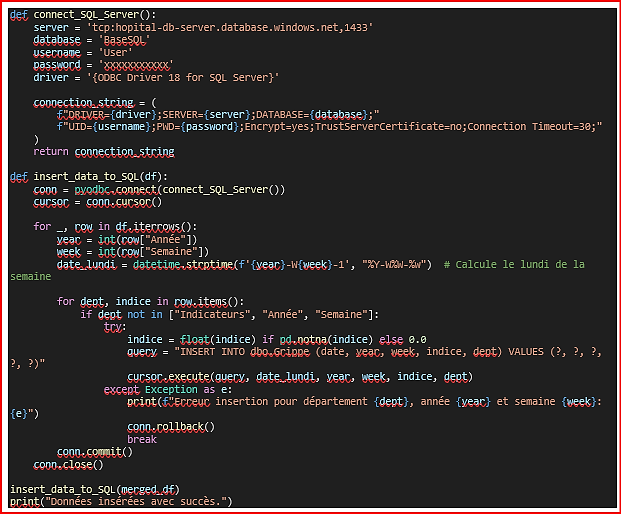 def connect_SQL_Server():
    server = 'tcp:hopital-db-server.database.windows.net,1433'
    database = 'BaseSQL'
    username = 'User'
    password = 'xxxxxxxxxxx'
    driver = '{ODBC Driver 18 for SQL Server}'

    connection_string = (
        f"DRIVER={driver};SERVER={server};DATABASE={database};"
        f"UID={username};PWD={password};Encrypt=yes;TrustServerCertificate=no;Connection Timeout=30;"
    )
    return connection_string

def insert_data_to_SQL(df):
    conn = pyodbc.connect(connect_SQL_Server())
    cursor = conn.cursor()

    for _, row in df.iterrows():
        year = int(row["Année"])
        week = int(row["Semaine"])
        date_lundi = datetime.strptime(f'{year}-W{week}-1', "%Y-W%W-%w")  # Calcule le lundi de la
semaine

        for dept, indice in row.items():
            if dept not in ["Indicateurs", "Année", "Semaine"]:
                try:
                    indice = float(indice) if pd.notna(indice) else 0.0
                    query = "INSERT INTO dbo.Grippe (date, year, week, indice, dept) VALUES (?, ?, ?,
?, ?)"
                    cursor.execute(query, date_lundi, year, week, indice, dept)
                except Exception as e:
                    print(f"Erreur insertion pour département {dept}, année {year} et semaine {week}:
{e}")
                    conn.rollback()
                    break
        conn.commit()
    conn.close()

insert_data_to_SQL(merged_df)
print("Données insérées avec succès.")